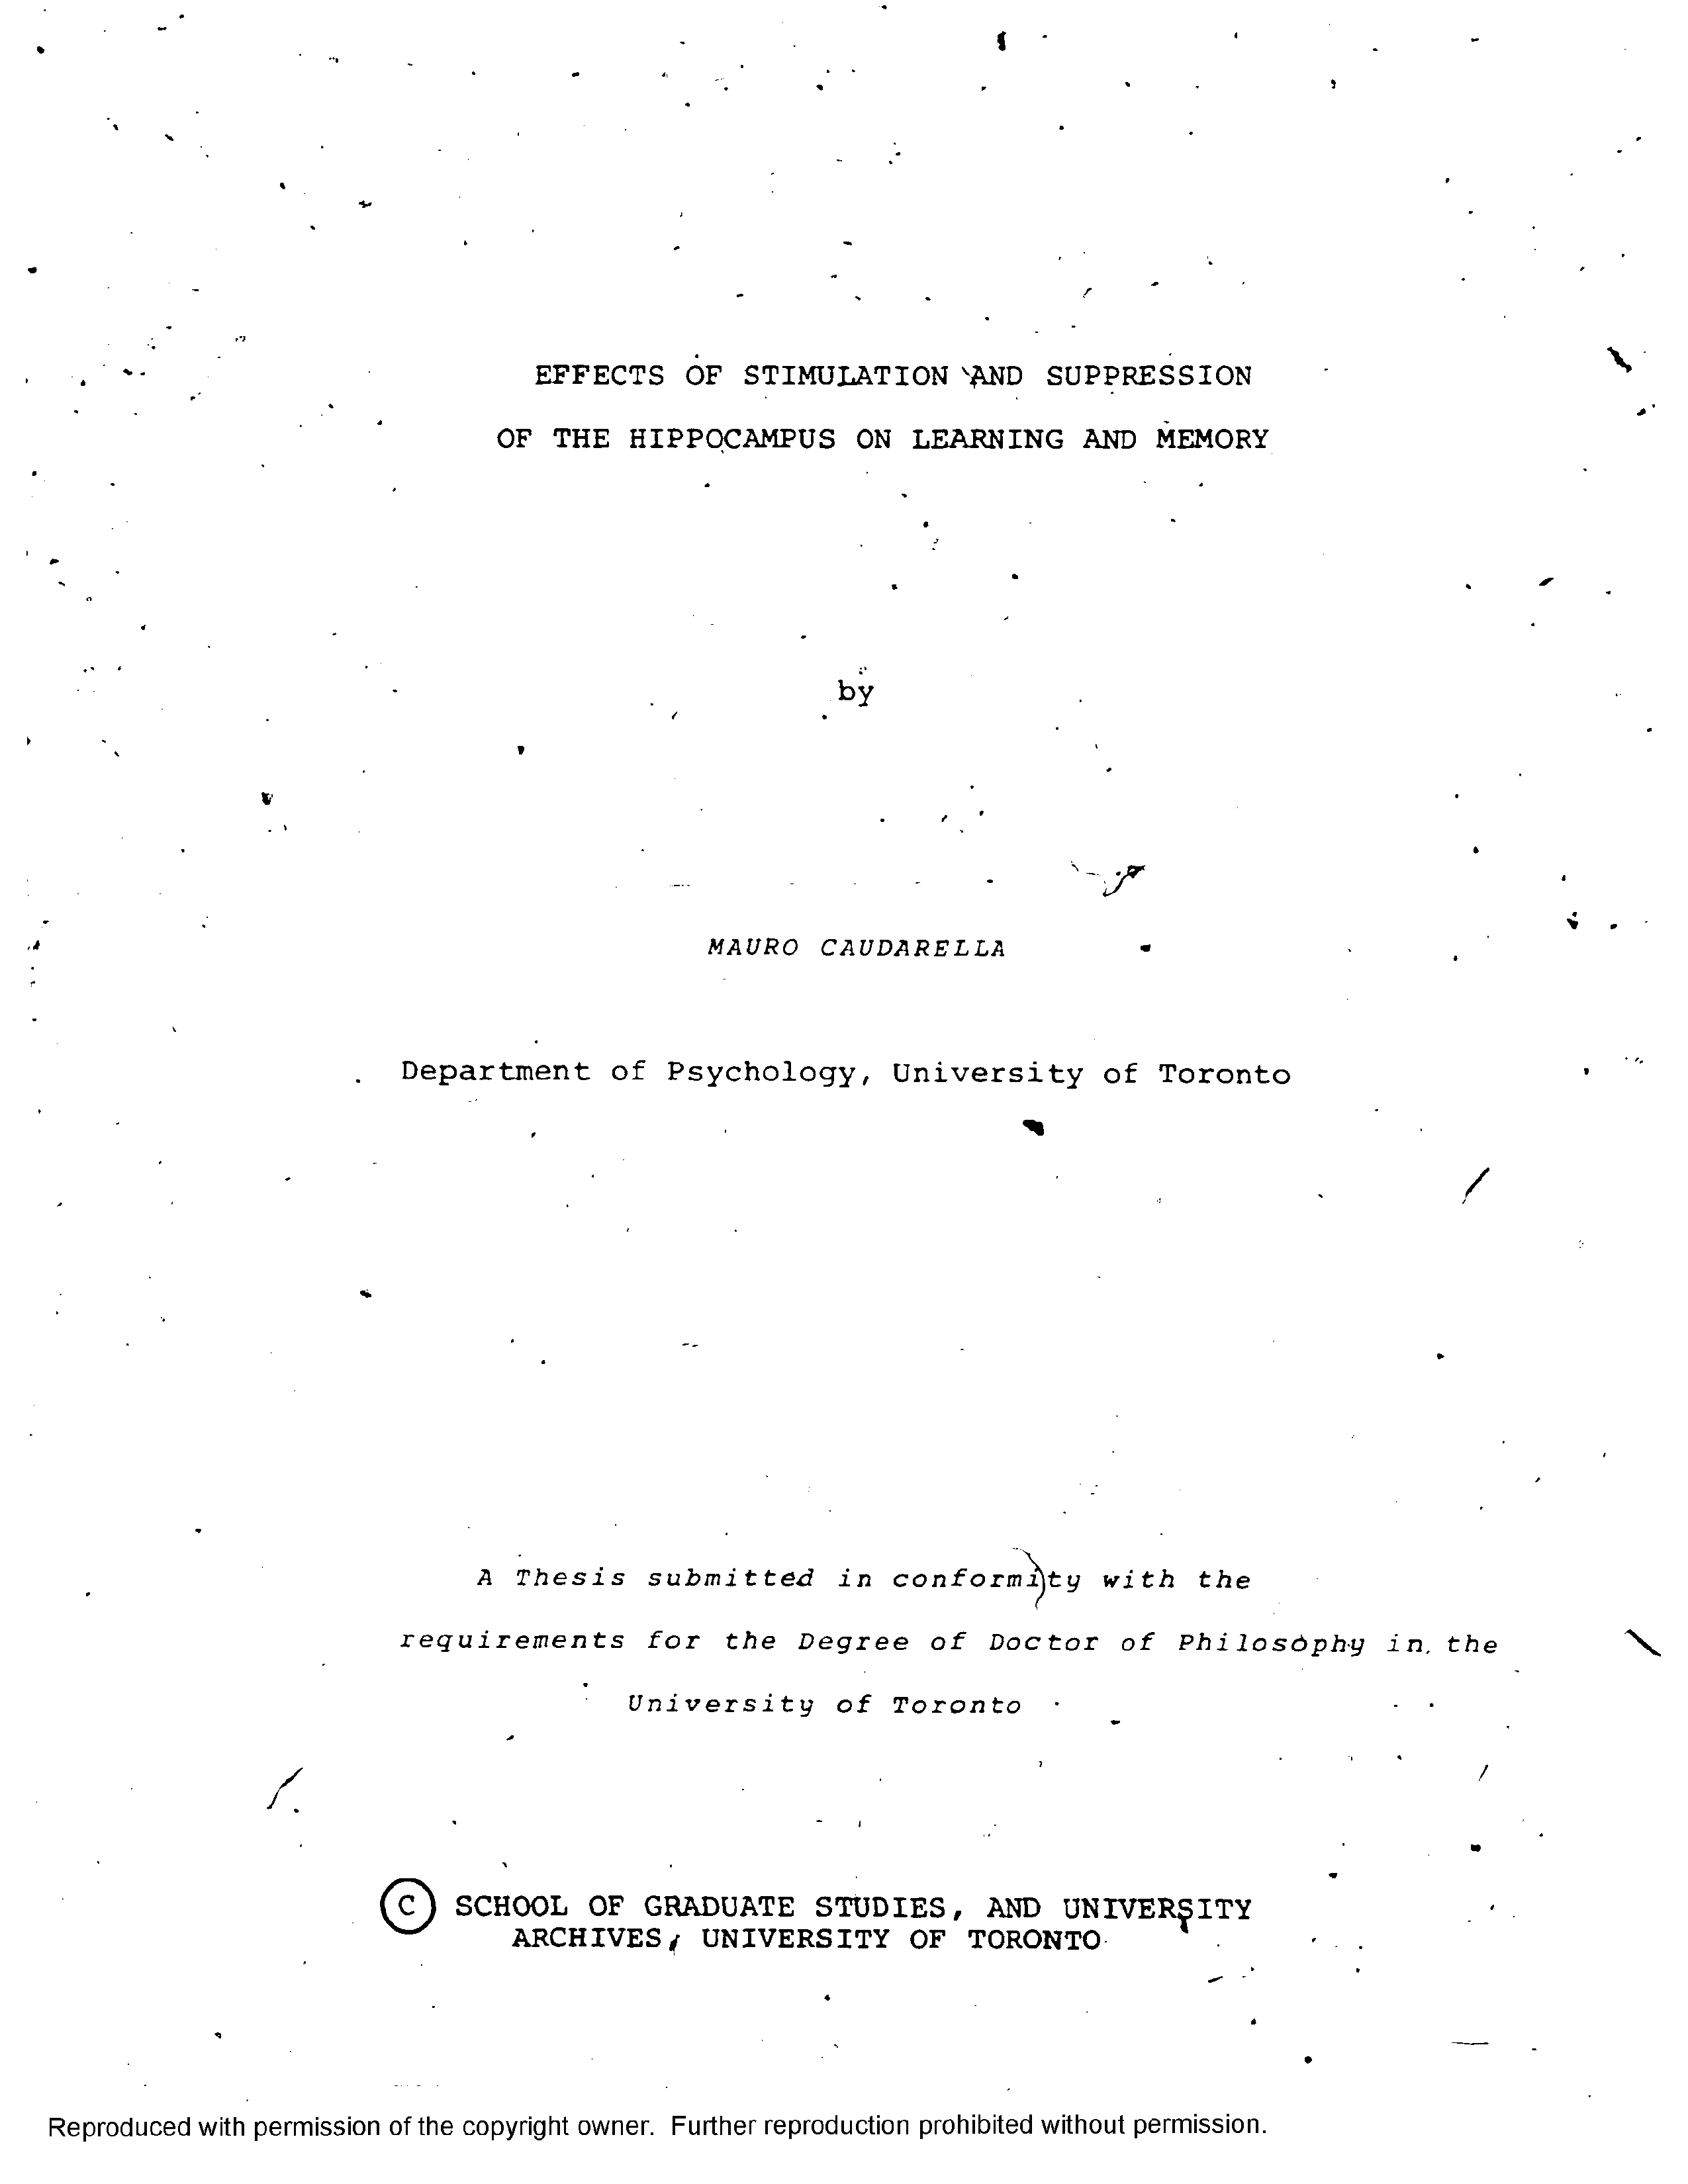 EFFECTS OF STIMULATION AND SUPPRESSION
OF THE HIPPOCAMPUS ON LEARNING AND MEMORY
by
MAURO CAUDARELLA
Department of Psychology, University of Toronto
A Thesis submitted in conformity with the
requirements for the Degree of Doctor of Philosophy in the
University of Toronto
© SCHOOL OF GRADUATE STUDIES, AND UNIVERSITY
ARCHIVES, UNIVERSITY OF TORONTO
Reproduced with permission of the copyright owner. Further reproduction prohibited without permission.